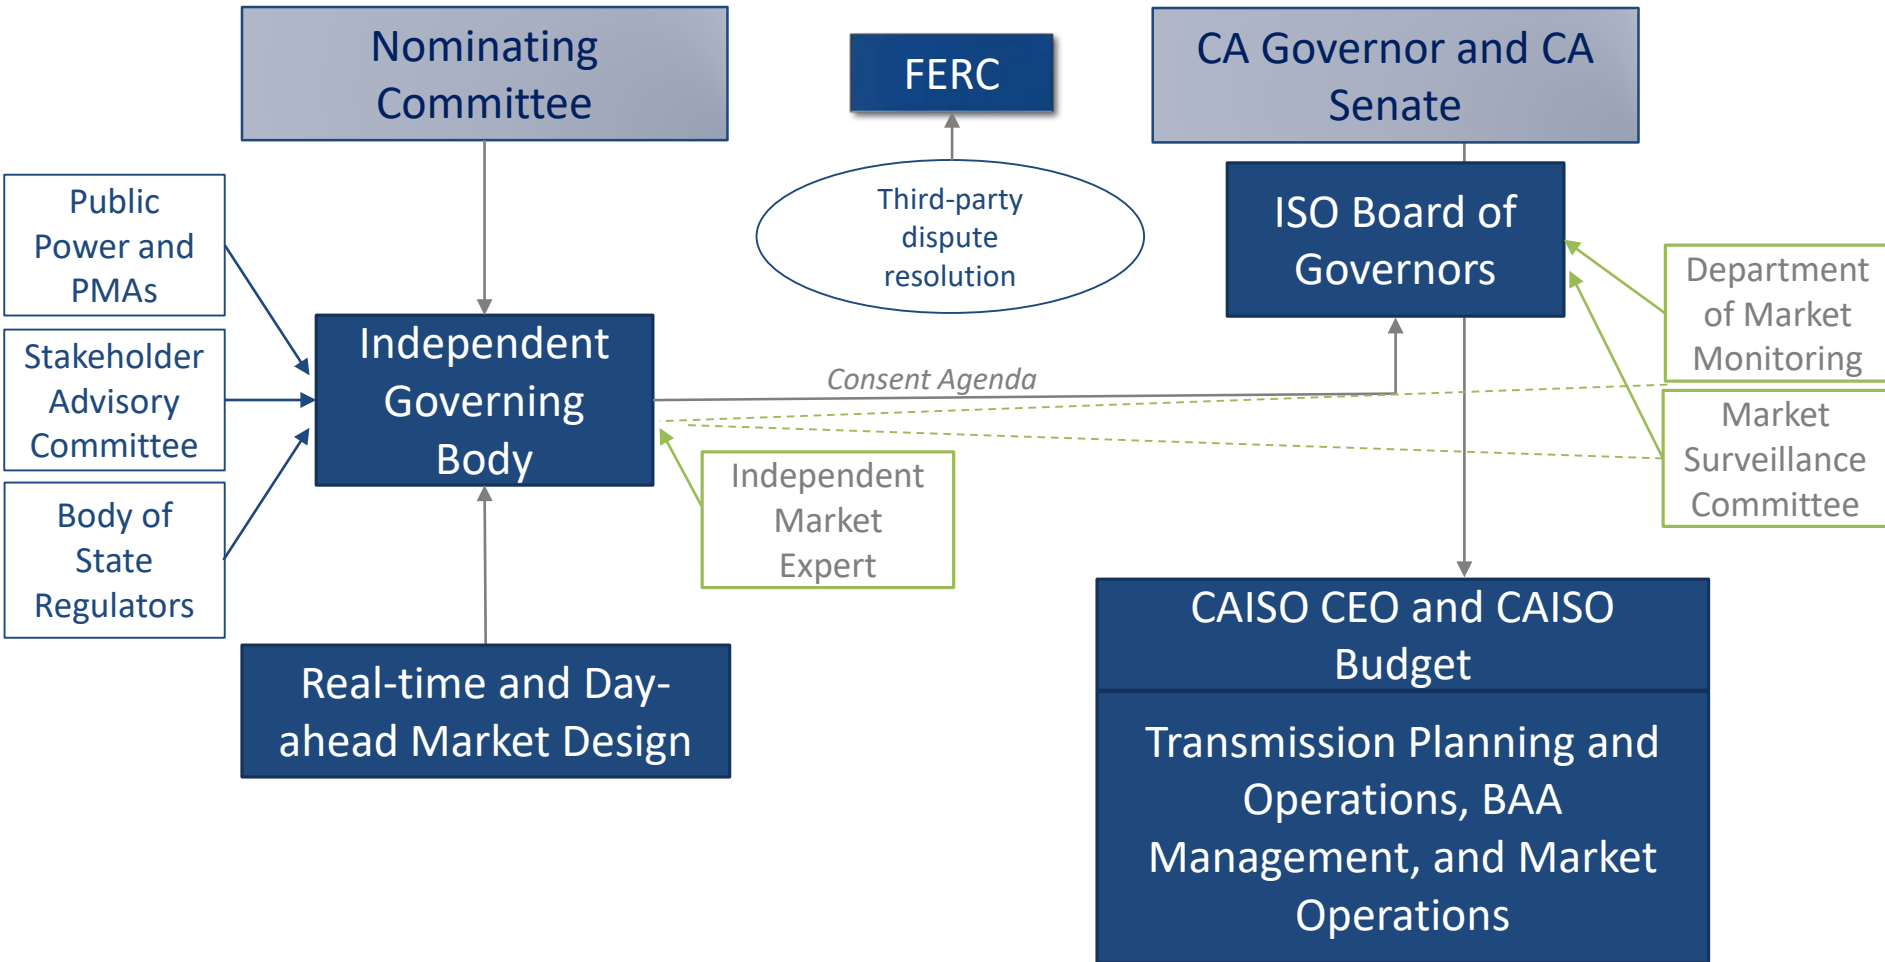 Nominating
Committee
FERC
CA Governor and CA
Senate
Public
Power and
PMAs
Third-party
dispute
resolution
ISO Board of
Governors
Department
of Market
Monitoring
Stakeholder
Advisory
Committee
Independent
Governing
Body
Consent Agenda
Market
Surveillance
Committee
Independent
Market
Expert
Body of
State
Regulators
Real-time and Day-
ahead Market Design
CAISO CEO and CAISO
Budget
Transmission Planning and
Operations, BAA
Management, and Market
Operations